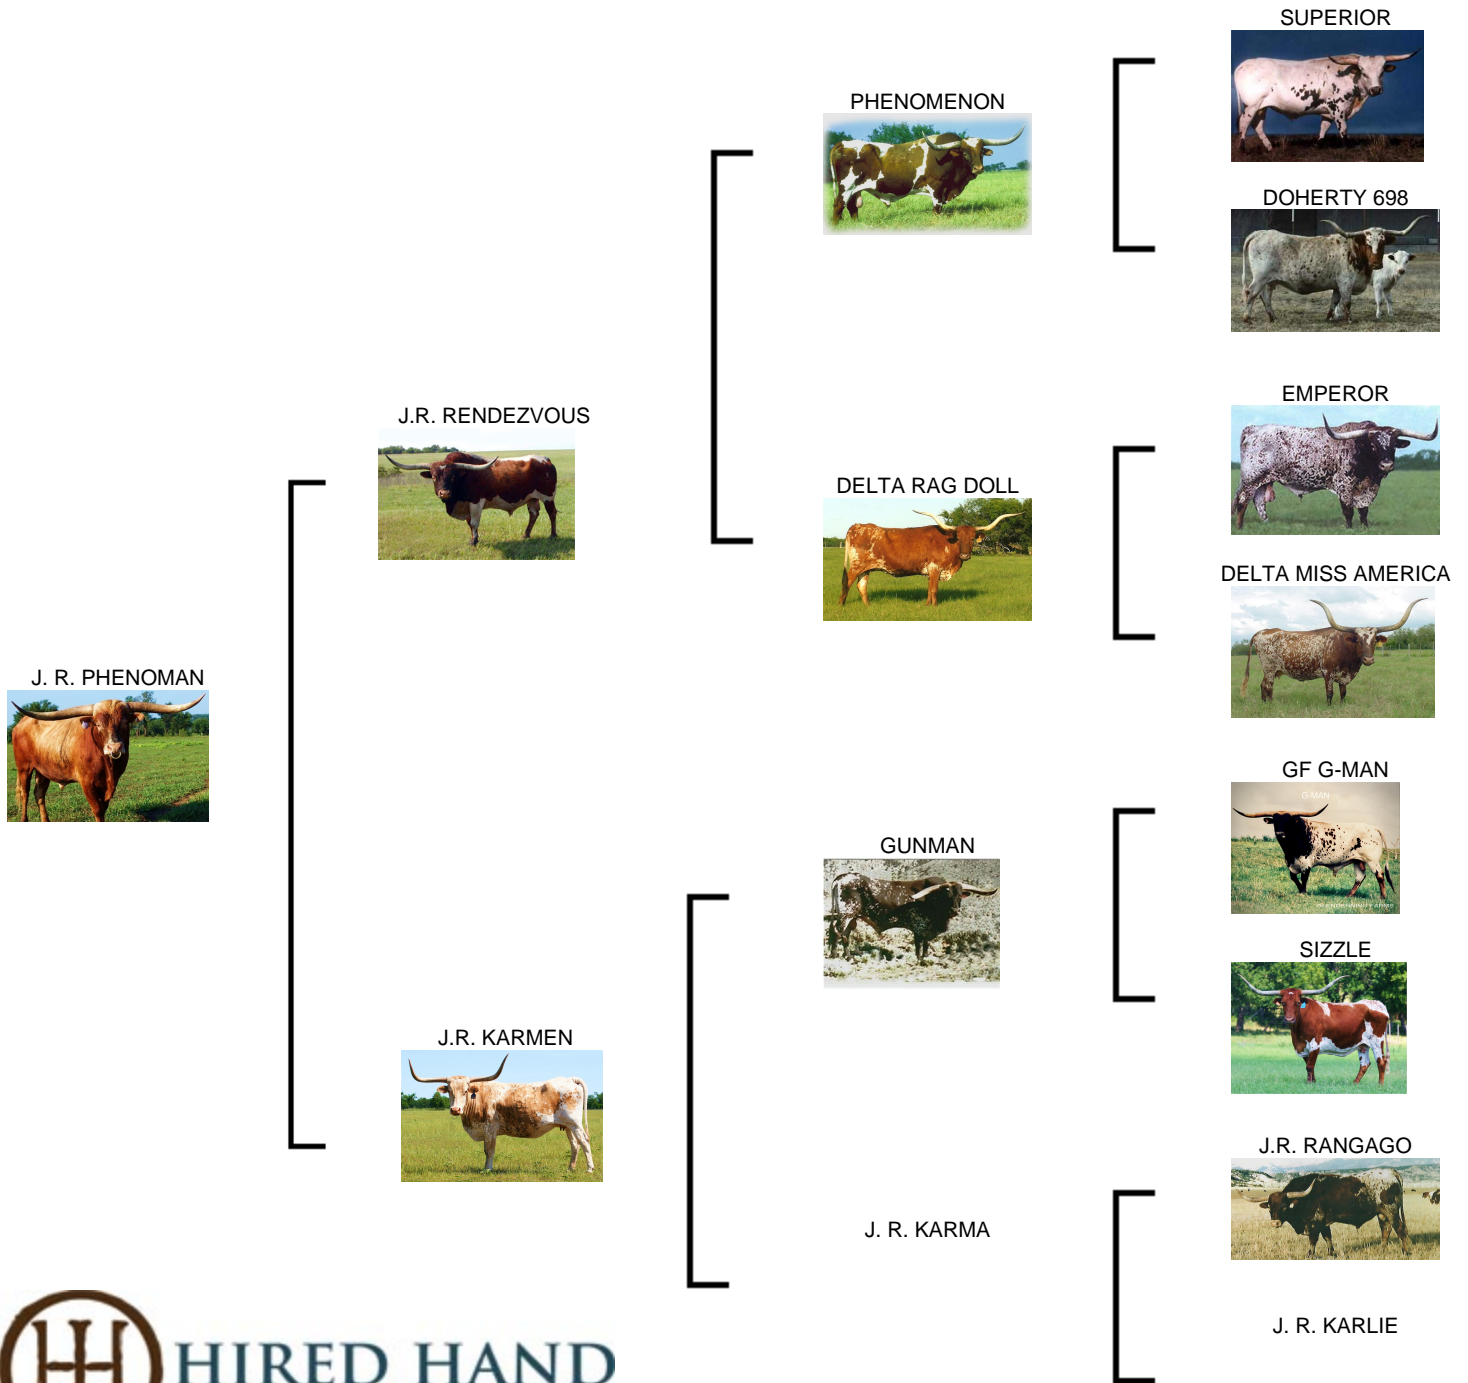 SUPERIOR
PHENOMENON
DOHERTY 698
EMPEROR
J.R. RENDEZVOUS
DELTA RAG DOLL
DELTA MISS AMERICA
J. R. PHENOMAN
GF G-MAN
G-MAN
GUNMAN
SIZZLE
J.R. KARMEN
J.R. RANGAGO
J. R. KARMA
J. R. KARLIE
HIRED HAND